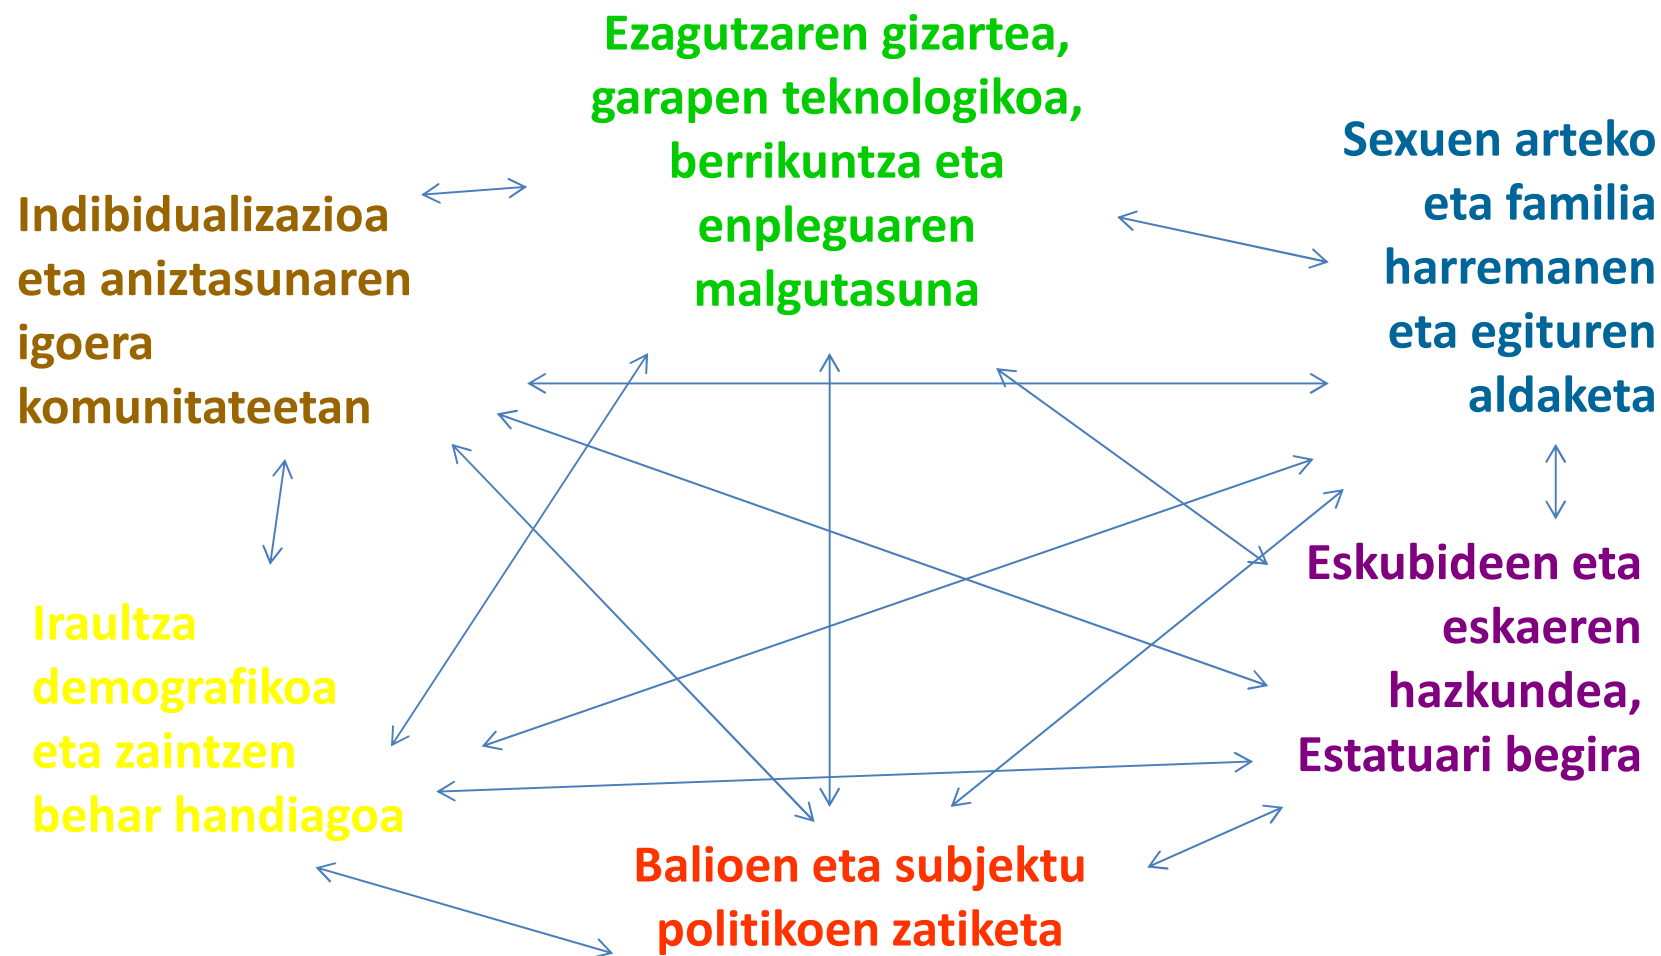 Ezagutzaren gizartea,
garapen teknologikoa,
berrikuntza eta
enpleguaren
malgutasuna
Sexuen arteko
eta familia
harremanen
eta egituren
aldaketa
Indibidualizazioa
eta aniztasunaren
igoera
komunitateetan
Eskubideen eta
eskaeren
hazkundea,
Estatuari begira
Iraultza
demografikoa
eta zaintzen
behar handiagoa
Balioen eta subjektu
politikoen zatiketa